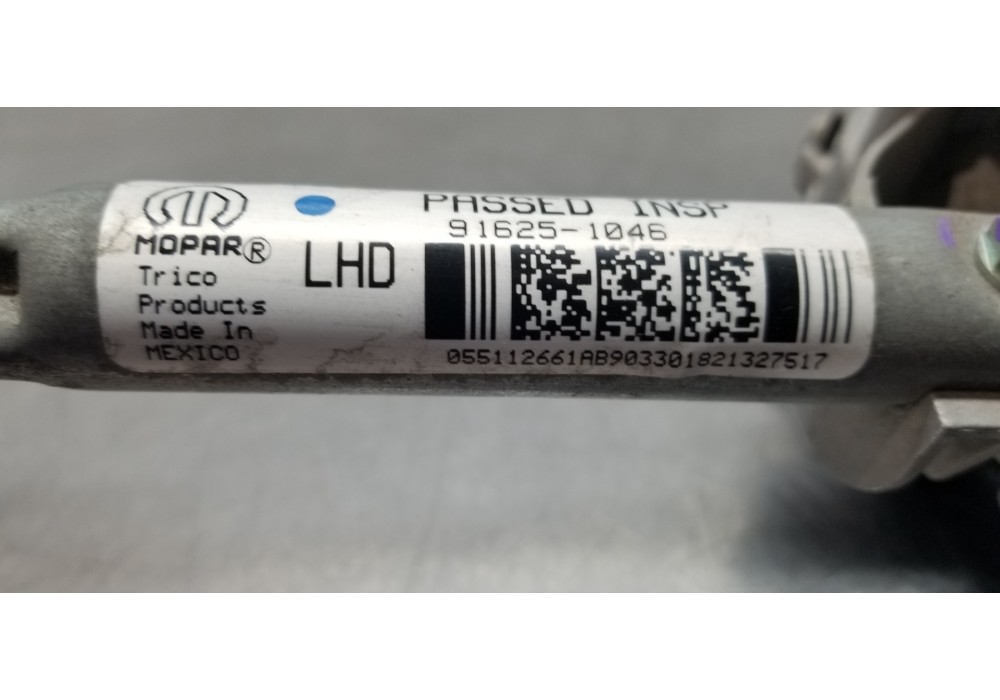 MOPAR®
Trico
Products
Made In
MEXICO
LHD
PASSED INSP
91625-1046
055112661AB903301821327517